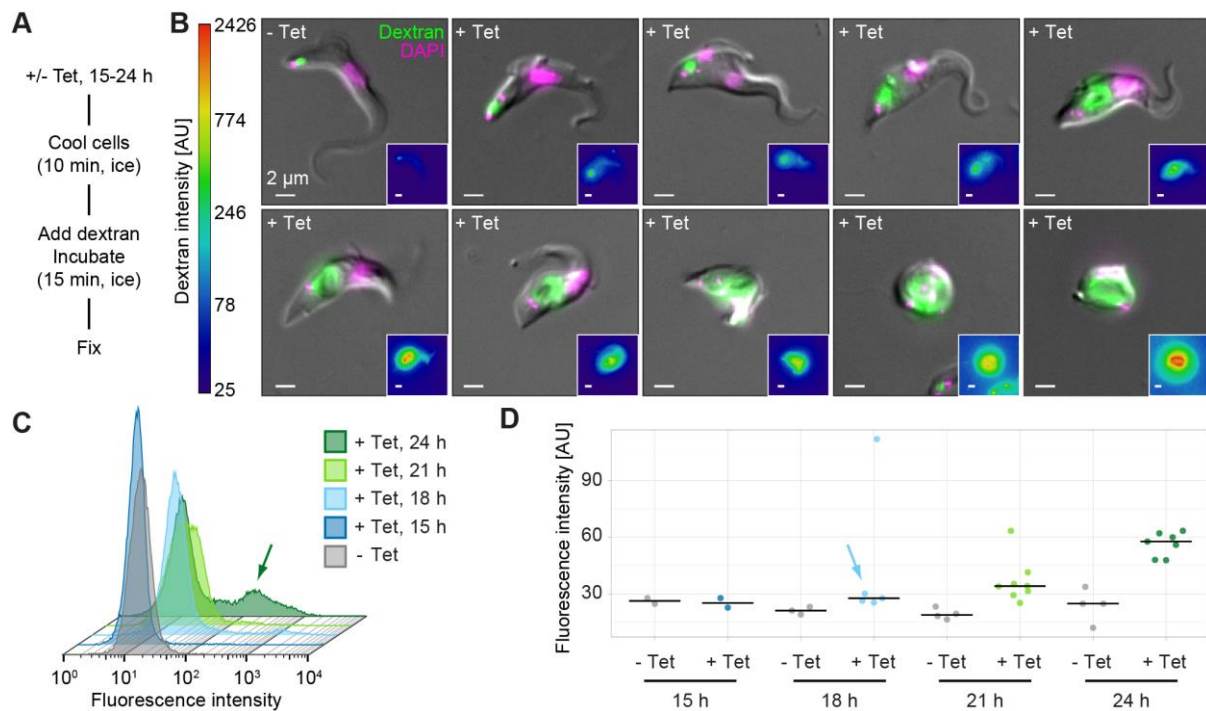 A
+/- Tet, 15-24 h
Cool cells
(10 min, ice)
Add dextran
Incubate
(15 min, ice)
Fix
B
Dextran intensity [AU]
2426
774
246
78
25
- Tet
Dextran
DAPI
2 µm
+ Tet
+ Tet
+ Tet
+ Tet
+ Tet
+ Tet
+ Tet
+ Tet
+ Tet
C
+ Tet, 24 h
+ Tet, 21 h
+ Tet, 18 h
+ Tet, 15 h
- Tet
10⁰ 10¹ 10² 10³ 10⁴
Fluorescence intensity
D
Fluorescence intensity [AU]
90
60
30
- Tet + Tet - Tet + Tet - Tet + Tet - Tet + Tet
15 h 18 h 21 h 24 h